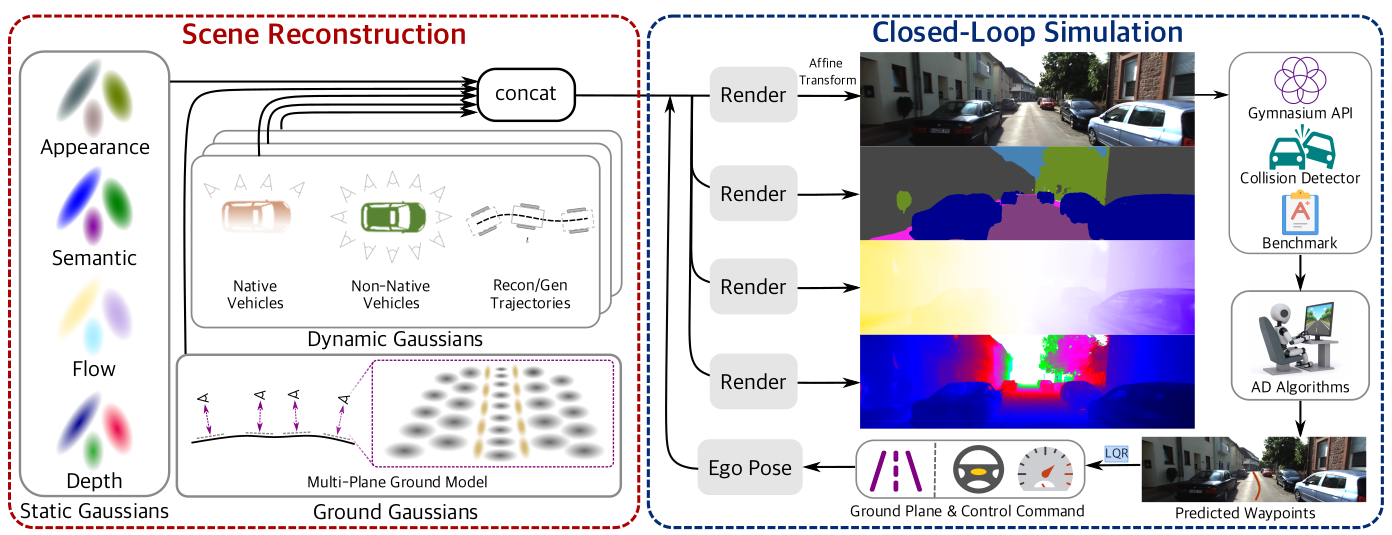 Scene Reconstruction
Appearance
Semantic
Flow
Depth
Static Gaussians
concat
Native
Vehicles
Non-Native
Vehicles
Recon/Gen
Trajectories
Dynamic Gaussians
Multi-Plane Ground Model
Ground Gaussians
Closed-Loop Simulation
Render
Affine
Transform
Render
Render
Render
Ego Pose
Gymnasium API
Collision Detector
A+
Benchmark
AD Algorithms
LQR
Ground Plane & Control Command
Predicted Waypoints